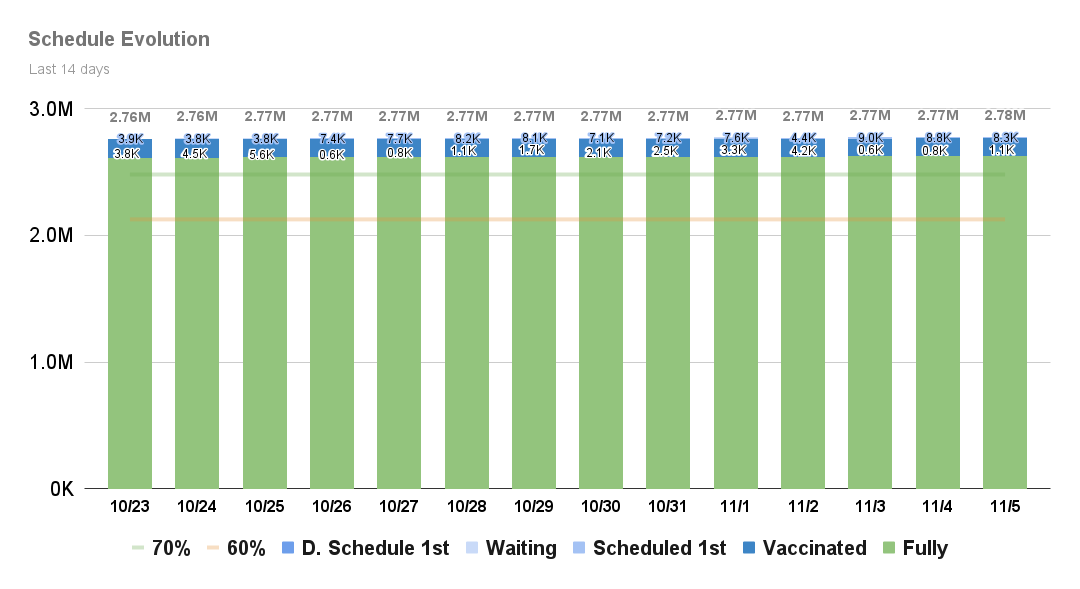 Schedule Evolution
Last 14 days
3.0M
2.76M 2.76M 2.77M 2.77M 2.77M 2.77M 2.77M 2.77M 2.77M 2.77M 2.77M 2.77M 2.77M 2.78M
3.9K 3.8K 3.8K 7.4K 7.7K 8.2K 8.1K 7.1K 7.2K 7.6K 4.4K 9.0K 8.8K 8.3K
3.8K 4.5K 5.6K 0.6K 0.8K 1.1K 1.7K 2.1K 2.5K 3.3K 4.2K 0.6K 0.8K 1.1K
2.0M
1.0M
0K
10/23 10/24 10/25 10/26 10/27 10/28 10/29 10/30 10/31 11/1 11/2 11/3 11/4 11/5
70% 60% D. Schedule 1st Waiting Scheduled 1st Vaccinated Fully